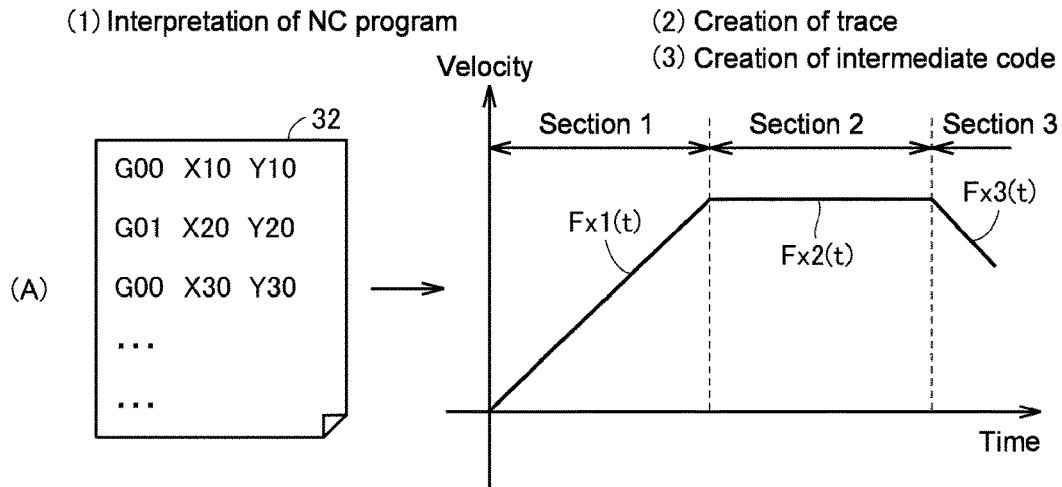 (1) Interpretation of NC program
(2) Creation of trace
(3) Creation of intermediate code
Velocity
32
Section 1
Section 2
Section 3
G00 X10 Y10
G01 X20 Y20
G00 X30 Y30
...
...
(A)
Fx1(t)
Fx2(t)
Fx3(t)
Time